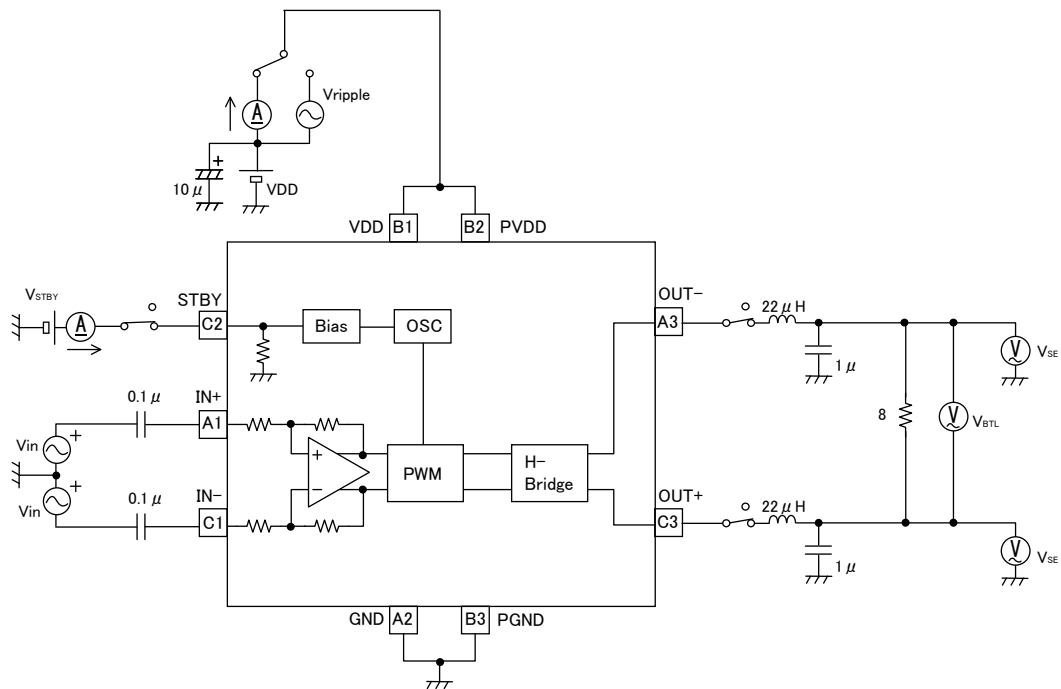 A
Vripple
+
10μ
VDD
VDD
B1
B2
PVDD
VSTBY
A
STBY
C2
Bias
OSC
OUT-
A3
22μH
1μ
V
VSE
0.1μ
IN+
A1
Vin
+
+
Vin
0.1μ
IN-
C1
+
-
PWM
H-
Bridge
8
V
VBTL
OUT+
C3
22μH
1μ
V
VSE
GND
A2
B3
PGND